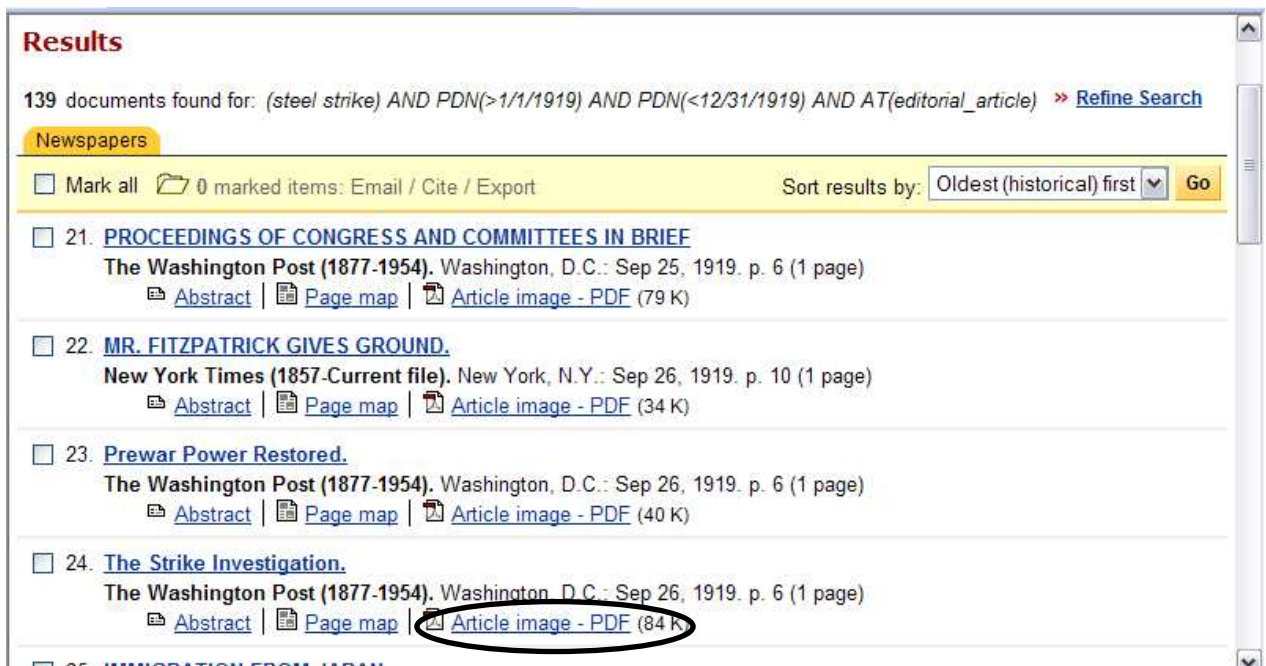 Results
139 documents found for: (steel strike) AND PDN(>1/1/1919) AND PDN(<12/31/1919) AND AT(editorial_article) » Refine Search
Newspapers
Mark all 0 marked items: Email / Cite / Export Sort results by: Oldest (historical) first Go
21. PROCEEDINGS OF CONGRESS AND COMMITTEES IN BRIEF
The Washington Post (1877-1954). Washington, D.C.: Sep 25, 1919. p. 6 (1 page)
Abstract | Page map | Article image - PDF (79 K)
22. MR. FITZPATRICK GIVES GROUND.
New York Times (1857-Current file). New York, N.Y.: Sep 26, 1919. p. 10 (1 page)
Abstract | Page map | Article image - PDF (34 K)
23. Prewar Power Restored.
The Washington Post (1877-1954). Washington, D.C.: Sep 26, 1919. p. 6 (1 page)
Abstract | Page map | Article image - PDF (40 K)
24. The Strike Investigation.
The Washington Post (1877-1954). Washington, D.C.: Sep 26, 1919. p. 6 (1 page)
Abstract | Page map | Article image - PDF (84 K)
25. IMMIGRATION FROM JAPAN